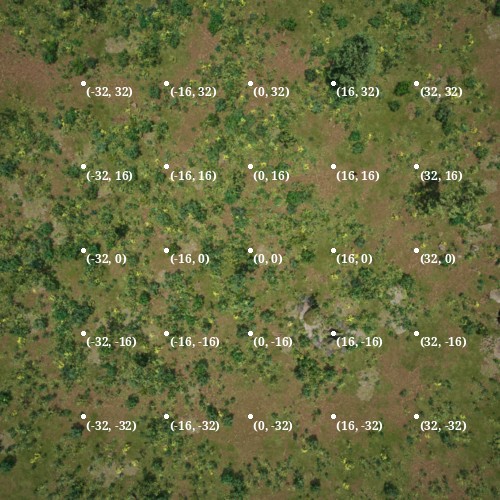 (-32, 32) (-16, 32) (0, 32) (16, 32) (32, 32)
(-32, 16) (-16, 16) (0, 16) (16, 16) (32, 16)
(-32, 0) (-16, 0) (0, 0) (16, 0) (32, 0)
(-32, -16) (-16, -16) (0, -16) (16, -16) (32, -16)
(-32, -32) (-16, -32) (0, -32) (16, -32) (32, -32)